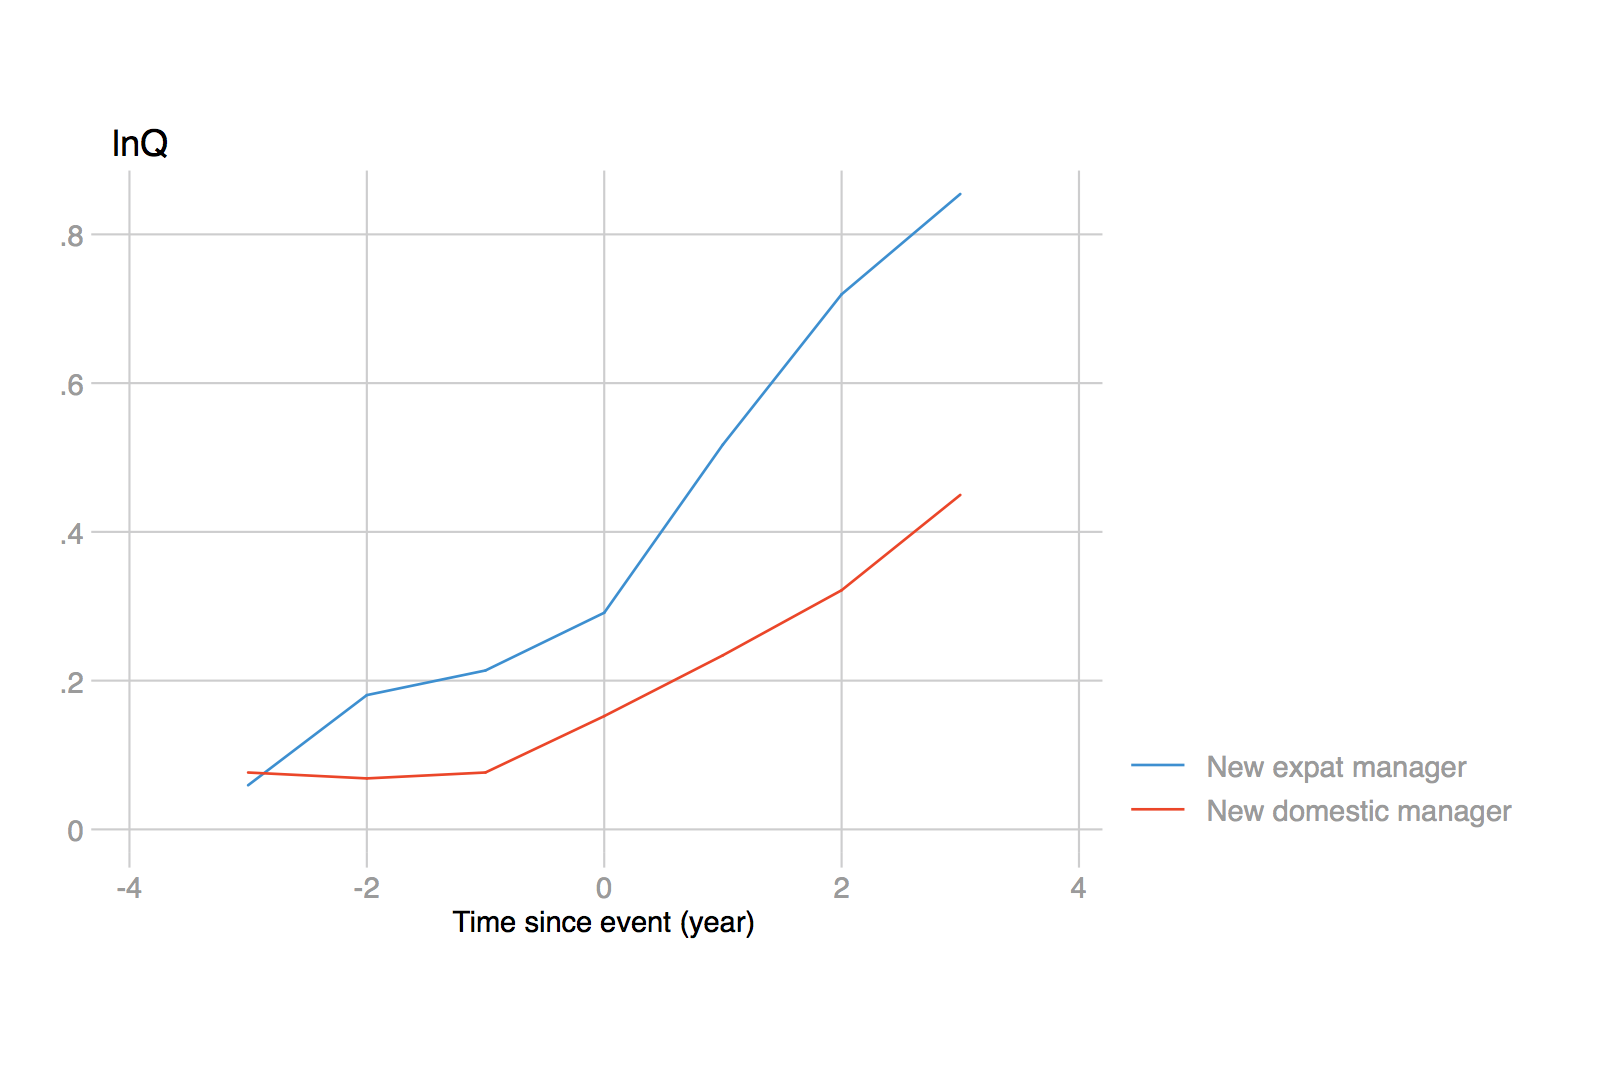 lnQ
.8
.6
.4
.2
0
-4 -2 0 2 4
Time since event (year)
New expat manager
New domestic manager